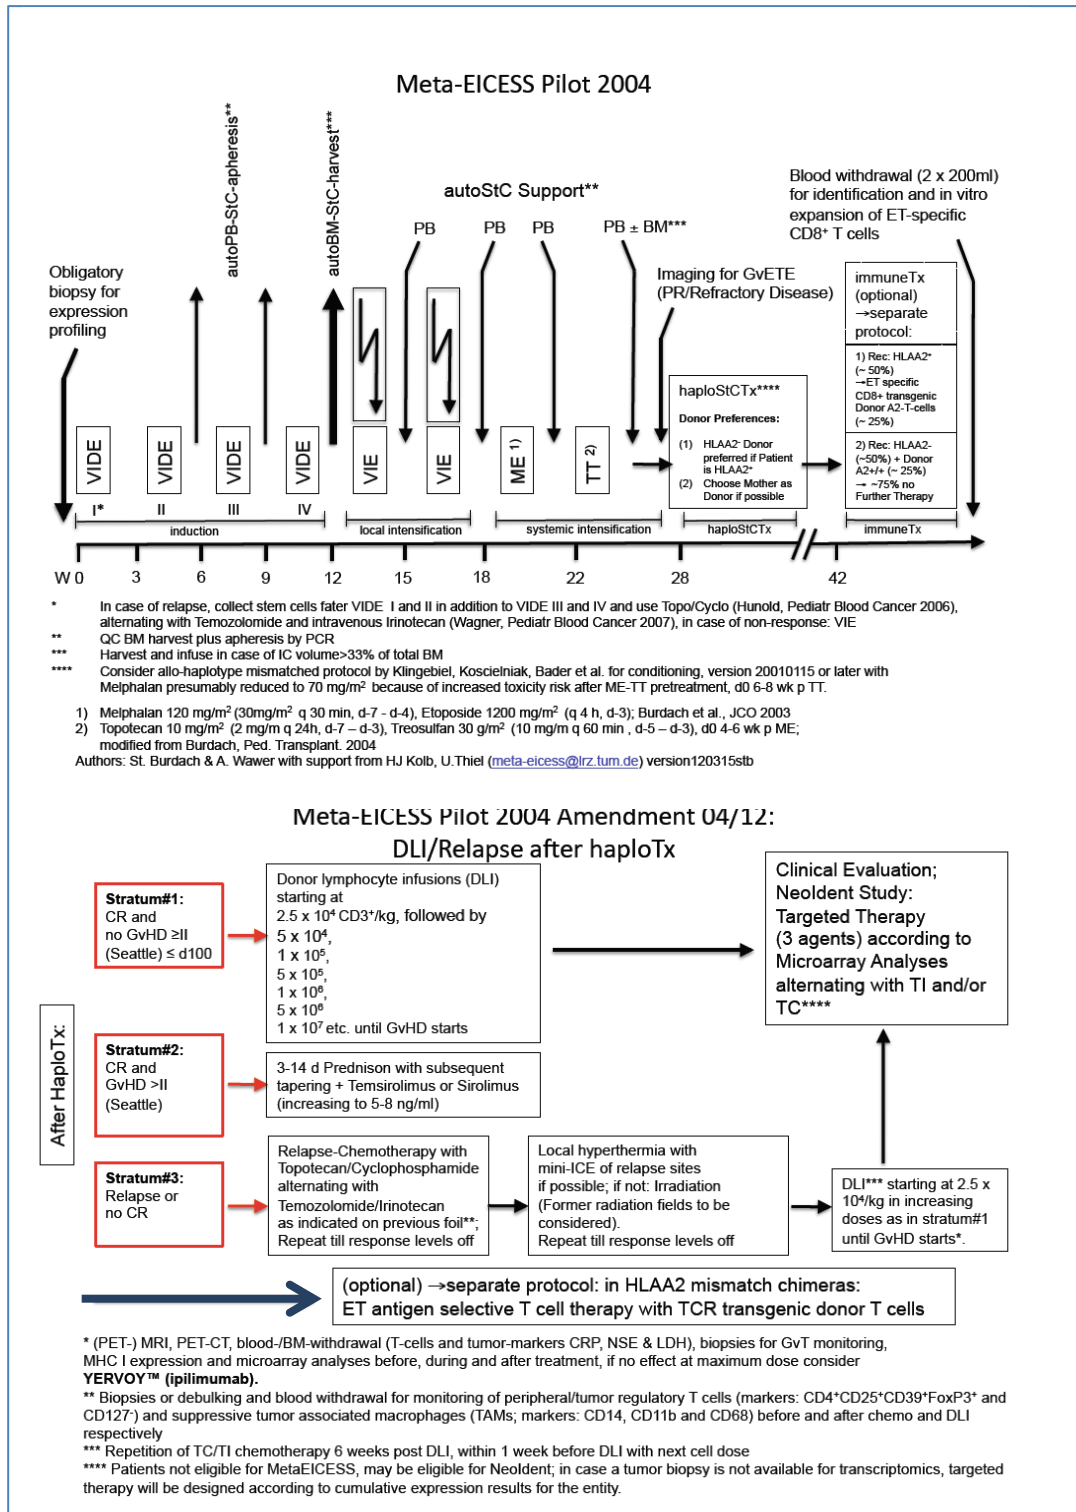 Meta-EICESS Pilot 2004
autoPB-StC-apheresis**
autoBM-StC-harvest***
autoStC Support**
PB
PB
PB
PB ± BM***
Blood withdrawal (2 x 200ml)
for identification and in vitro
expansion of ET-specific
CD8⁺ T cells
Obligatory
biopsy for
expression
profiling
Imaging for GvETE
(PR/Refractory Disease)
immuneTx
(optional)
→separate
protocol:
1) Rec: HLAA2⁺
(~ 50%)
→ET specific
CD8+ transgenic
Donor A2-T-cells
(~ 25%)
2) Rec: HLAA2-
(~50%) + Donor
A2+/+ (~ 25%)
→ ~75% no
Further Therapy
haploStCTx****
Donor Preferences:
(1) HLAA2⁻ Donor
preferred if Patient
is HLAA2⁺
(2) Choose Mother as
Donor if possible
VIDE
VIDE
VIDE
VIDE
VIE
VIE
ME ¹⁾
TT ²⁾
I*
II
III
IV
induction
local intensification
systemic intensification
haploStCTx
immuneTx
W 0
3
6
9
12
15
18
22
28
42
* In case of relapse, collect stem cells fater VIDE I and II in addition to VIDE III and IV and use Topo/Cyclo (Hunold, Pediatr Blood Cancer 2006),
alternating with Temozolomide and intravenous Irinotecan (Wagner, Pediatr Blood Cancer 2007), in case of non-response: VIE
** QC BM harvest plus apheresis by PCR
*** Harvest and infuse in case of IC volume>33% of total BM
**** Consider allo-haplotype mismatched protocol by Klingebiel, Koscielniak, Bader et al. for conditioning, version 20010115 or later with
Melphalan presumably reduced to 70 mg/m² because of increased toxicity risk after ME-TT pretreatment, d0 6-8 wk p TT.
1) Melphalan 120 mg/m² (30mg/m² q 30 min, d-7 - d-4), Etoposide 1200 mg/m² (q 4 h, d-3); Burdach et al., JCO 2003
2) Topotecan 10 mg/m² (2 mg/m q 24h, d-7 – d-3), Treosulfan 30 g/m² (10 mg/m q 60 min , d-5 – d-3), d0 4-6 wk p ME;
modified from Burdach, Ped. Transplant. 2004
Authors: St. Burdach & A. Wawer with support from HJ Kolb, U.Thiel (meta-eicess@lrz.tum.de) version120315stb
Meta-EICESS Pilot 2004 Amendment 04/12:
DLI/Relapse after haploTx
After HaploTx:
Stratum#1:
CR and
no GvHD ≥II
(Seattle) ≤ d100
Donor lymphocyte infusions (DLI)
starting at
2.5 x 10⁴ CD3⁺/kg, followed by
5 x 10⁴,
1 x 10⁵,
5 x 10⁵,
1 x 10⁶,
5 x 10⁶
1 x 10⁷ etc. until GvHD starts
Clinical Evaluation;
NeoIdent Study:
Targeted Therapy
(3 agents) according to
Microarray Analyses
alternating with TI and/or
TC****
Stratum#2:
CR and
GvHD >II
(Seattle)
3-14 d Prednison with subsequent
tapering + Temsirolimus or Sirolimus
(increasing to 5-8 ng/ml)
Stratum#3:
Relapse or
no CR
Relapse-Chemotherapy with
Topotecan/Cyclophosphamide
alternating with
Temozolomide/Irinotecan
as indicated on previous foil**;
Repeat till response levels off
Local hyperthermia with
mini-ICE of relapse sites
if possible; if not: Irradiation
(Former radiation fields to be
considered).
Repeat till response levels off
DLI*** starting at 2.5 x
10⁴/kg in increasing
doses as in stratum#1
until GvHD starts*.
(optional) →separate protocol: in HLAA2 mismatch chimeras:
ET antigen selective T cell therapy with TCR transgenic donor T cells
* (PET-) MRI, PET-CT, blood-/BM-withdrawal (T-cells and tumor-markers CRP, NSE & LDH), biopsies for GvT monitoring,
MHC I expression and microarray analyses before, during and after treatment, if no effect at maximum dose consider
YERVOY™ (ipilimumab).
** Biopsies or debulking and blood withdrawal for monitoring of peripheral/tumor regulatory T cells (markers: CD4⁺CD25⁺CD39⁺FoxP3⁺ and
CD127⁻) and suppressive tumor associated macrophages (TAMs; markers: CD14, CD11b and CD68) before and after chemo and DLI
respectively
*** Repetition of TC/TI chemotherapy 6 weeks post DLI, within 1 week before DLI with next cell dose
**** Patients not eligible for MetaEICESS, may be eligible for NeoIdent; in case a tumor biopsy is not available for transcriptomics, targeted
therapy will be designed according to cumulative expression results for the entity.